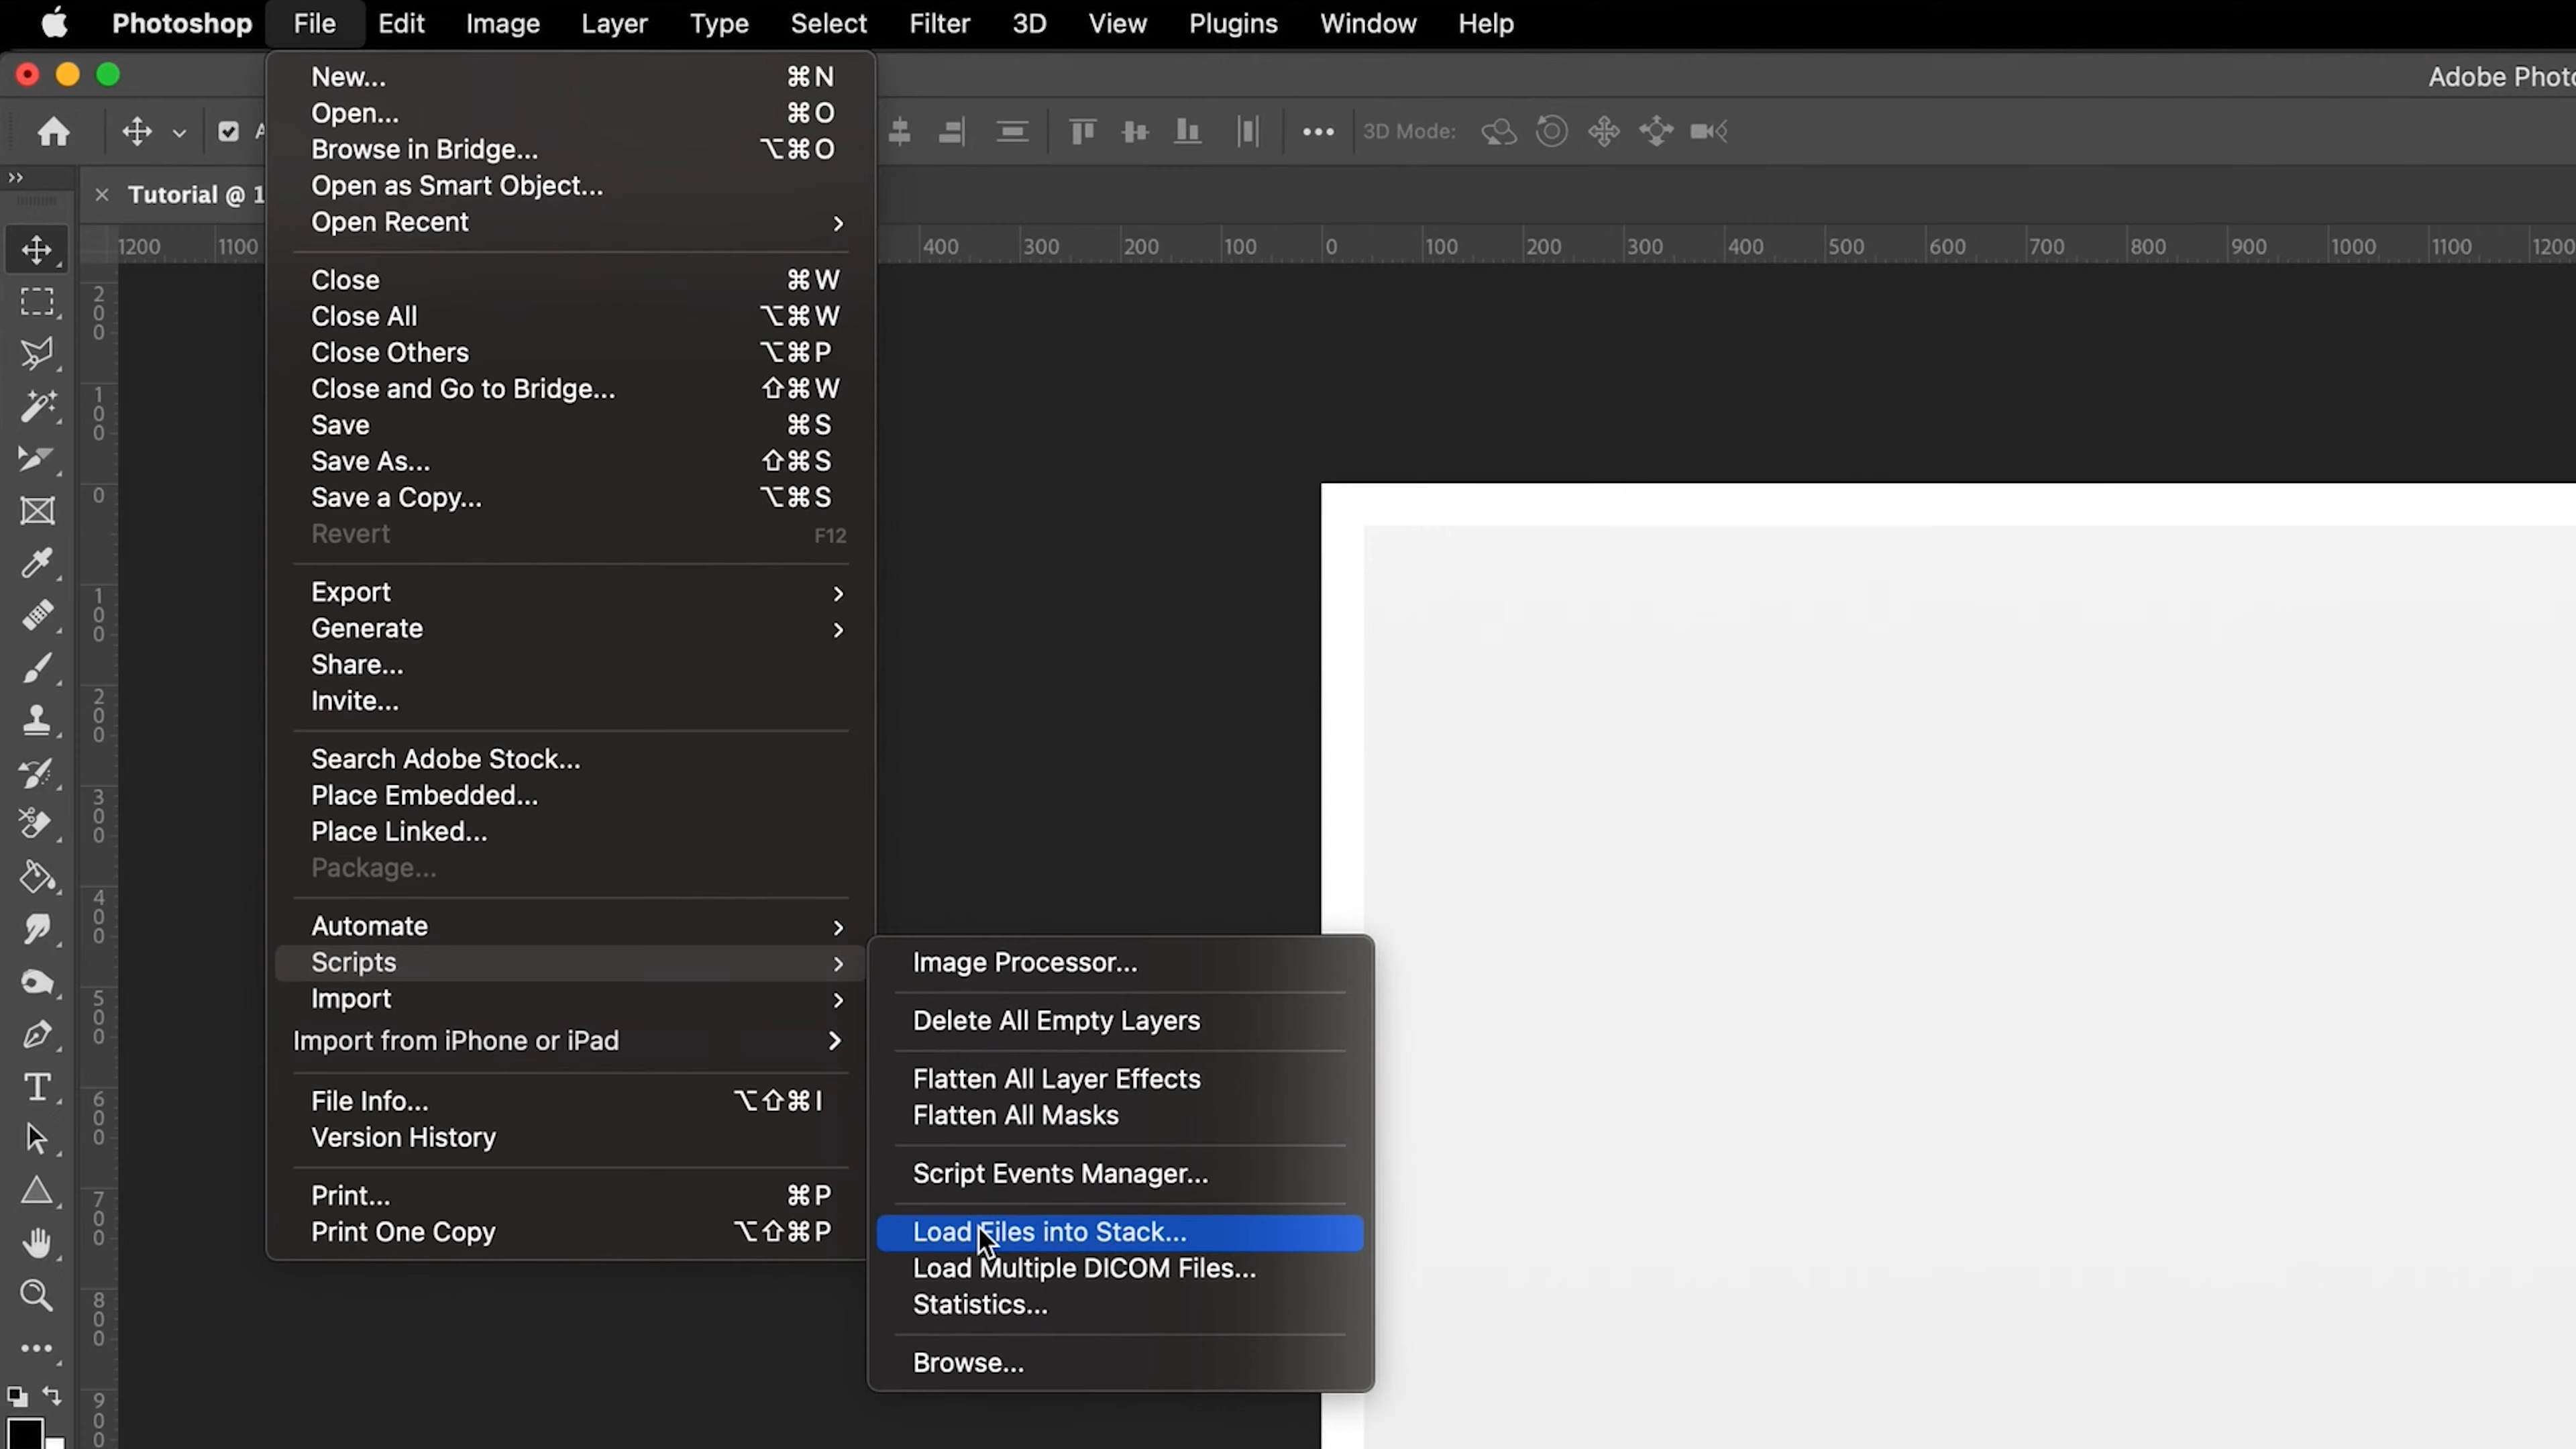 Photoshop File Edit Image Layer Type Select Filter 3D View Plugins Window Help
Adobe Phot
3D Mode:
Tutorial @ 1
1200 1100 400 300 200 100 0 100 200 300 400 500 600 700 800 900 1000 1100 1200
New... ⌘N
Open... ⌘O
Browse in Bridge... ⌥⌘O
Open as Smart Object...
Open Recent >
Close ⌘W
Close All ⌥⌘W
Close Others ⌥⌘P
Close and Go to Bridge... ⇧⌘W
Save ⌘S
Save As... ⇧⌘S
Save a Copy... ⌥⌘S
Revert F12
Export >
Generate >
Share...
Invite...
Search Adobe Stock...
Place Embedded...
Place Linked...
Package...
Automate >
Scripts >
Import >
Import from iPhone or iPad >
File Info... ⌥⇧⌘I
Version History
Print... ⌘P
Print One Copy ⌥⇧⌘P
Image Processor...
Delete All Empty Layers
Flatten All Layer Effects
Flatten All Masks
Script Events Manager...
Load Files into Stack...
Load Multiple DICOM Files...
Statistics...
Browse...
200
100
0
100
200
300
400
500
600
700
800
900